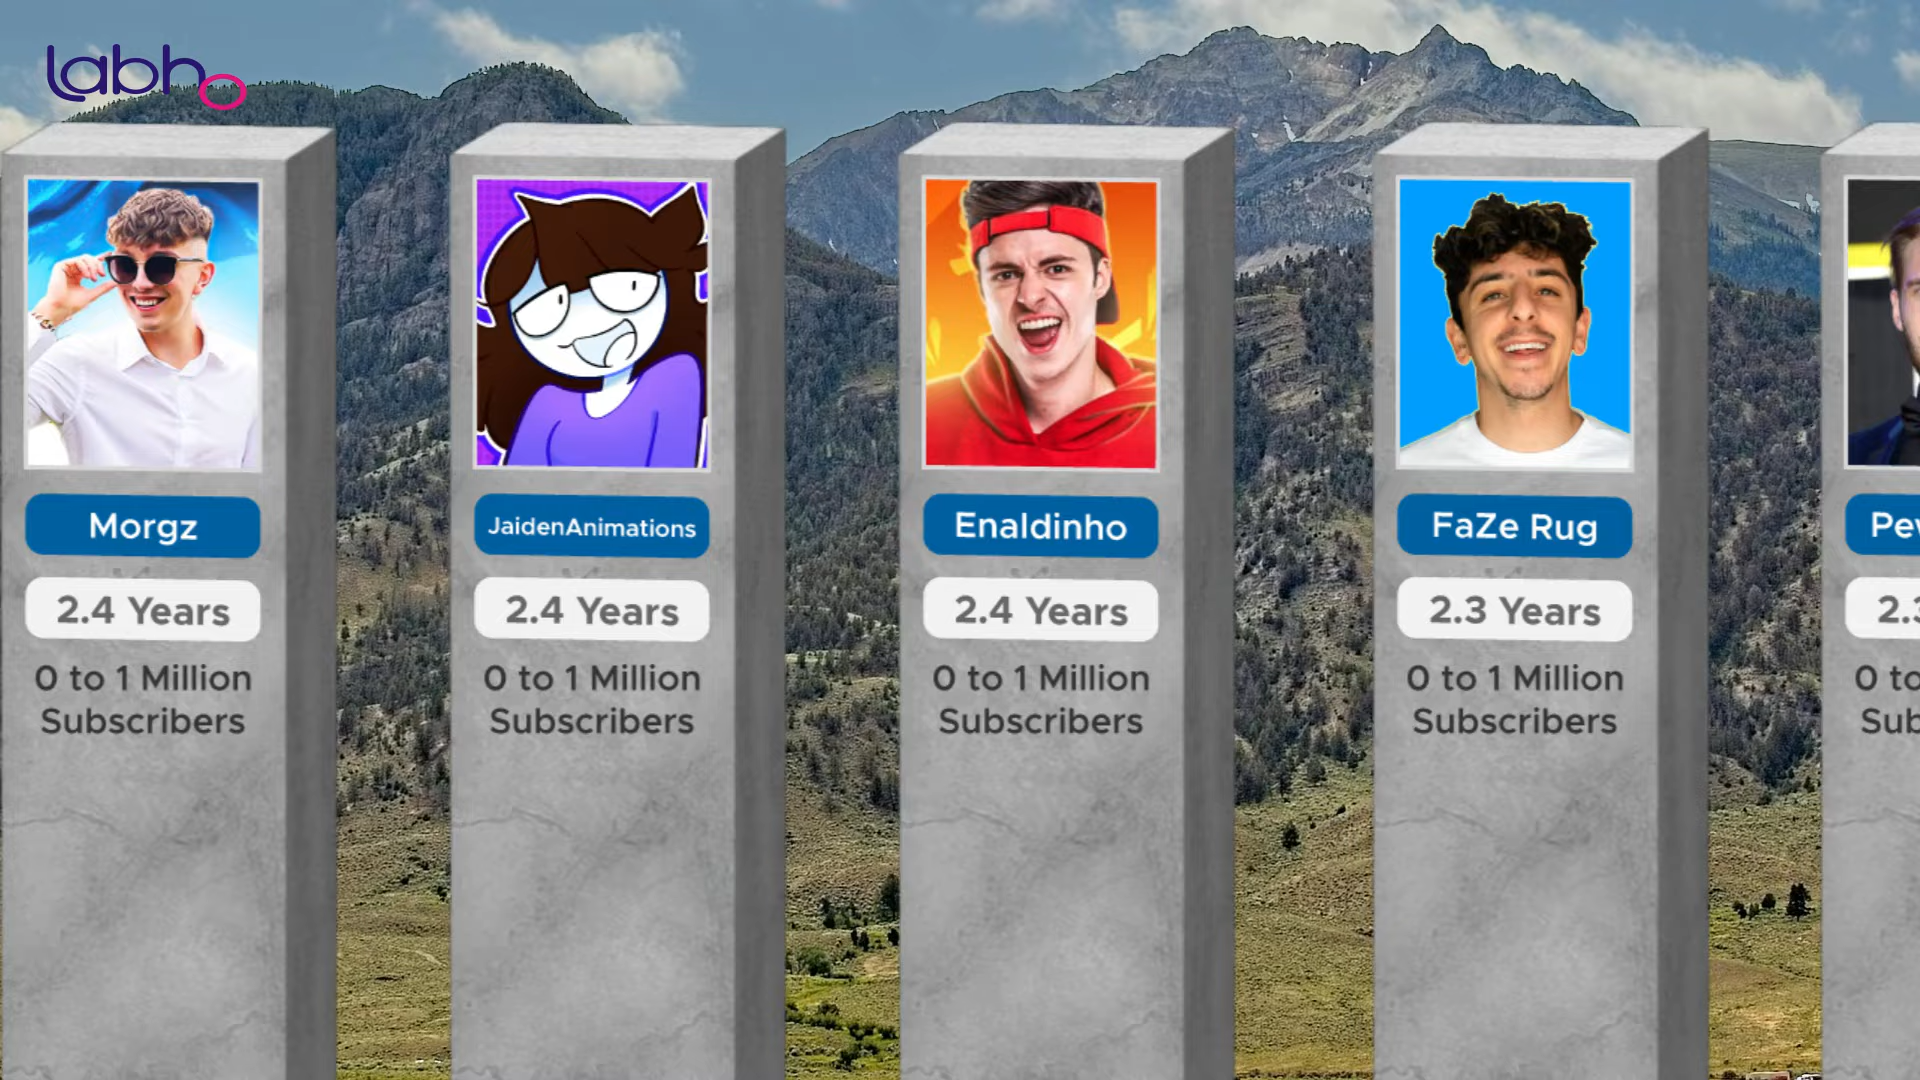 labho
Morgz
2.4 Years
0 to 1 Million
Subscribers
JaidenAnimations
2.4 Years
0 to 1 Million
Subscribers
Enaldinho
2.4 Years
0 to 1 Million
Subscribers
FaZe Rug
2.3 Years
0 to 1 Million
Subscribers
0 to